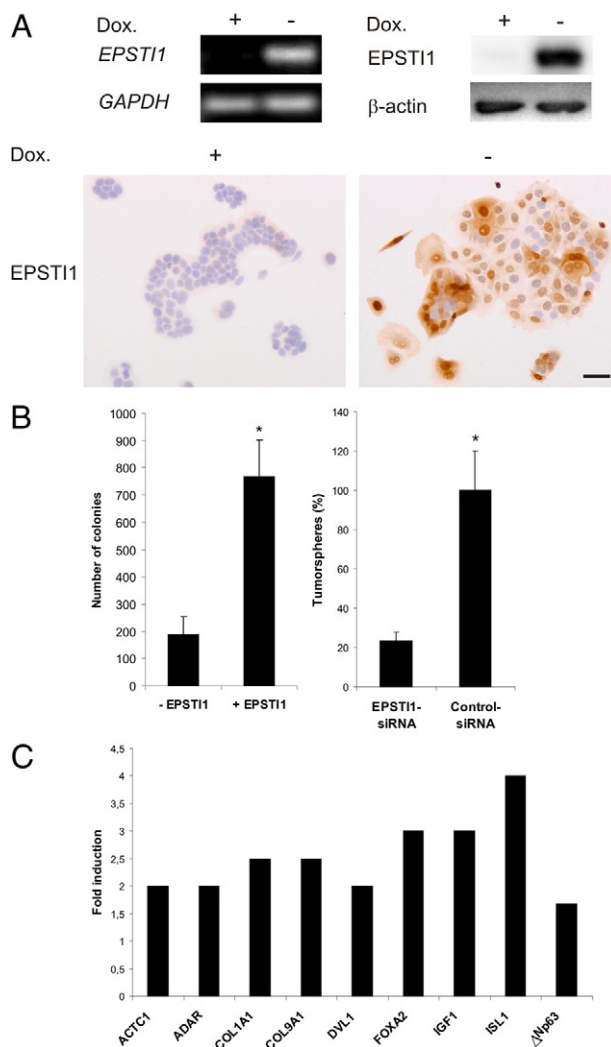 A
Dox. + -
EPSTI1
GAPDH
Dox. + -
EPSTI1
β-actin
Dox. + -
EPSTI1
B
Number of colonies
1000
900
800
700
600
500
400
300
200
100
0
*
- EPSTI1 + EPSTI1
Tumorspheres (%)
140
120
100
80
60
40
20
0
*
EPSTI1-
siRNA
Control-
siRNA
C
Fold induction
4,5
4
3,5
3
2,5
2
1,5
1
0,5
0
ACTC1
ADAR
COL1A1
COL9A1
DVL1
FOXA2
IGF1
ISL1
ΔNp63